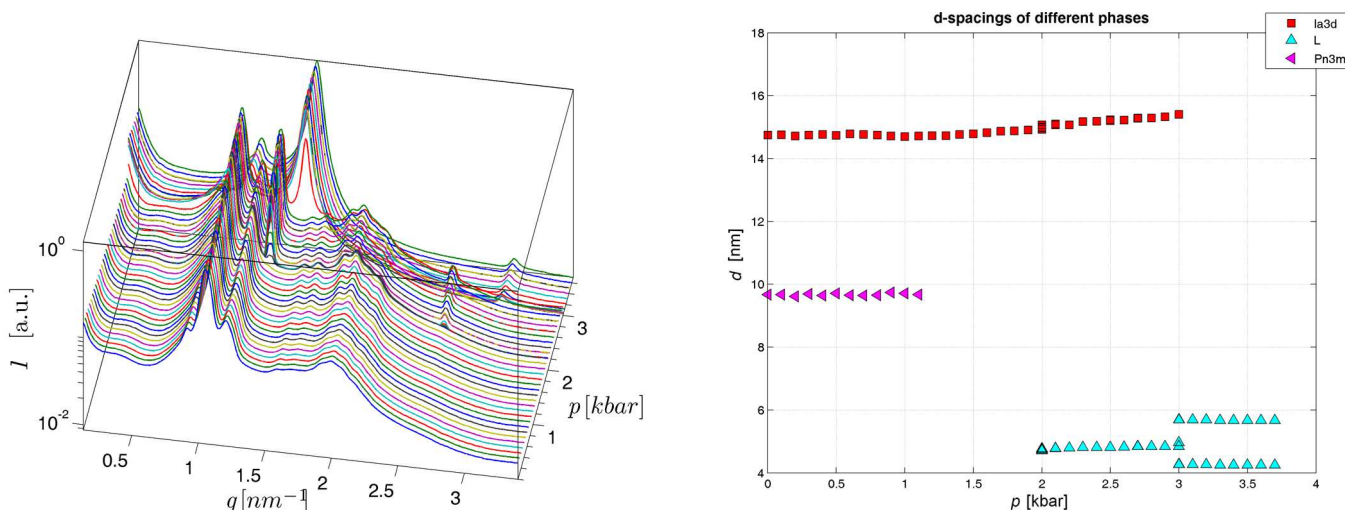 10⁰
I [a.u.]
10⁻²
0.5
1
1.5
2
2.5
3
q[nm⁻¹]
1
2
3
p[kbar]
d-spacings of different phases
Ia3d
L
Pn3m
18
16
14
12
10
8
6
4
d [nm]
0 0.5 1 1.5 2 2.5 3 3.5 4
p [kbar]